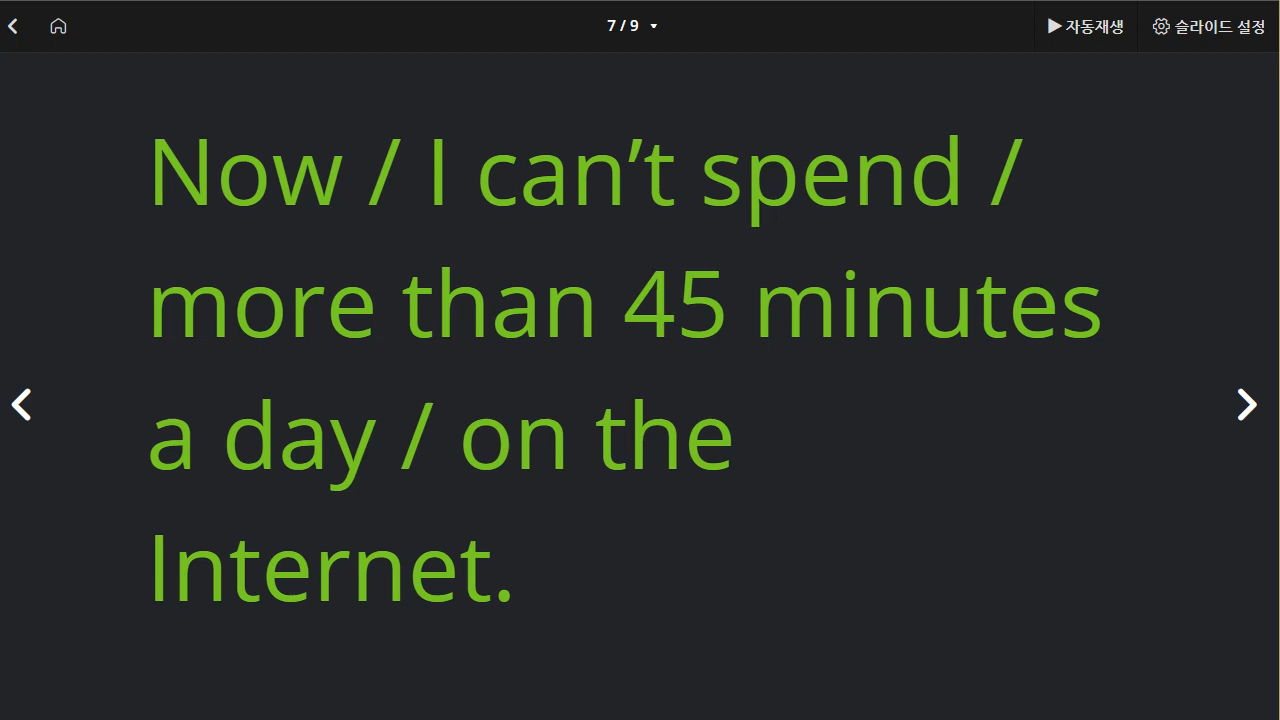 7 / 9
자동재생
슬라이드 설정
Now / I can’t spend /
more than 45 minutes
a day / on the
Internet.